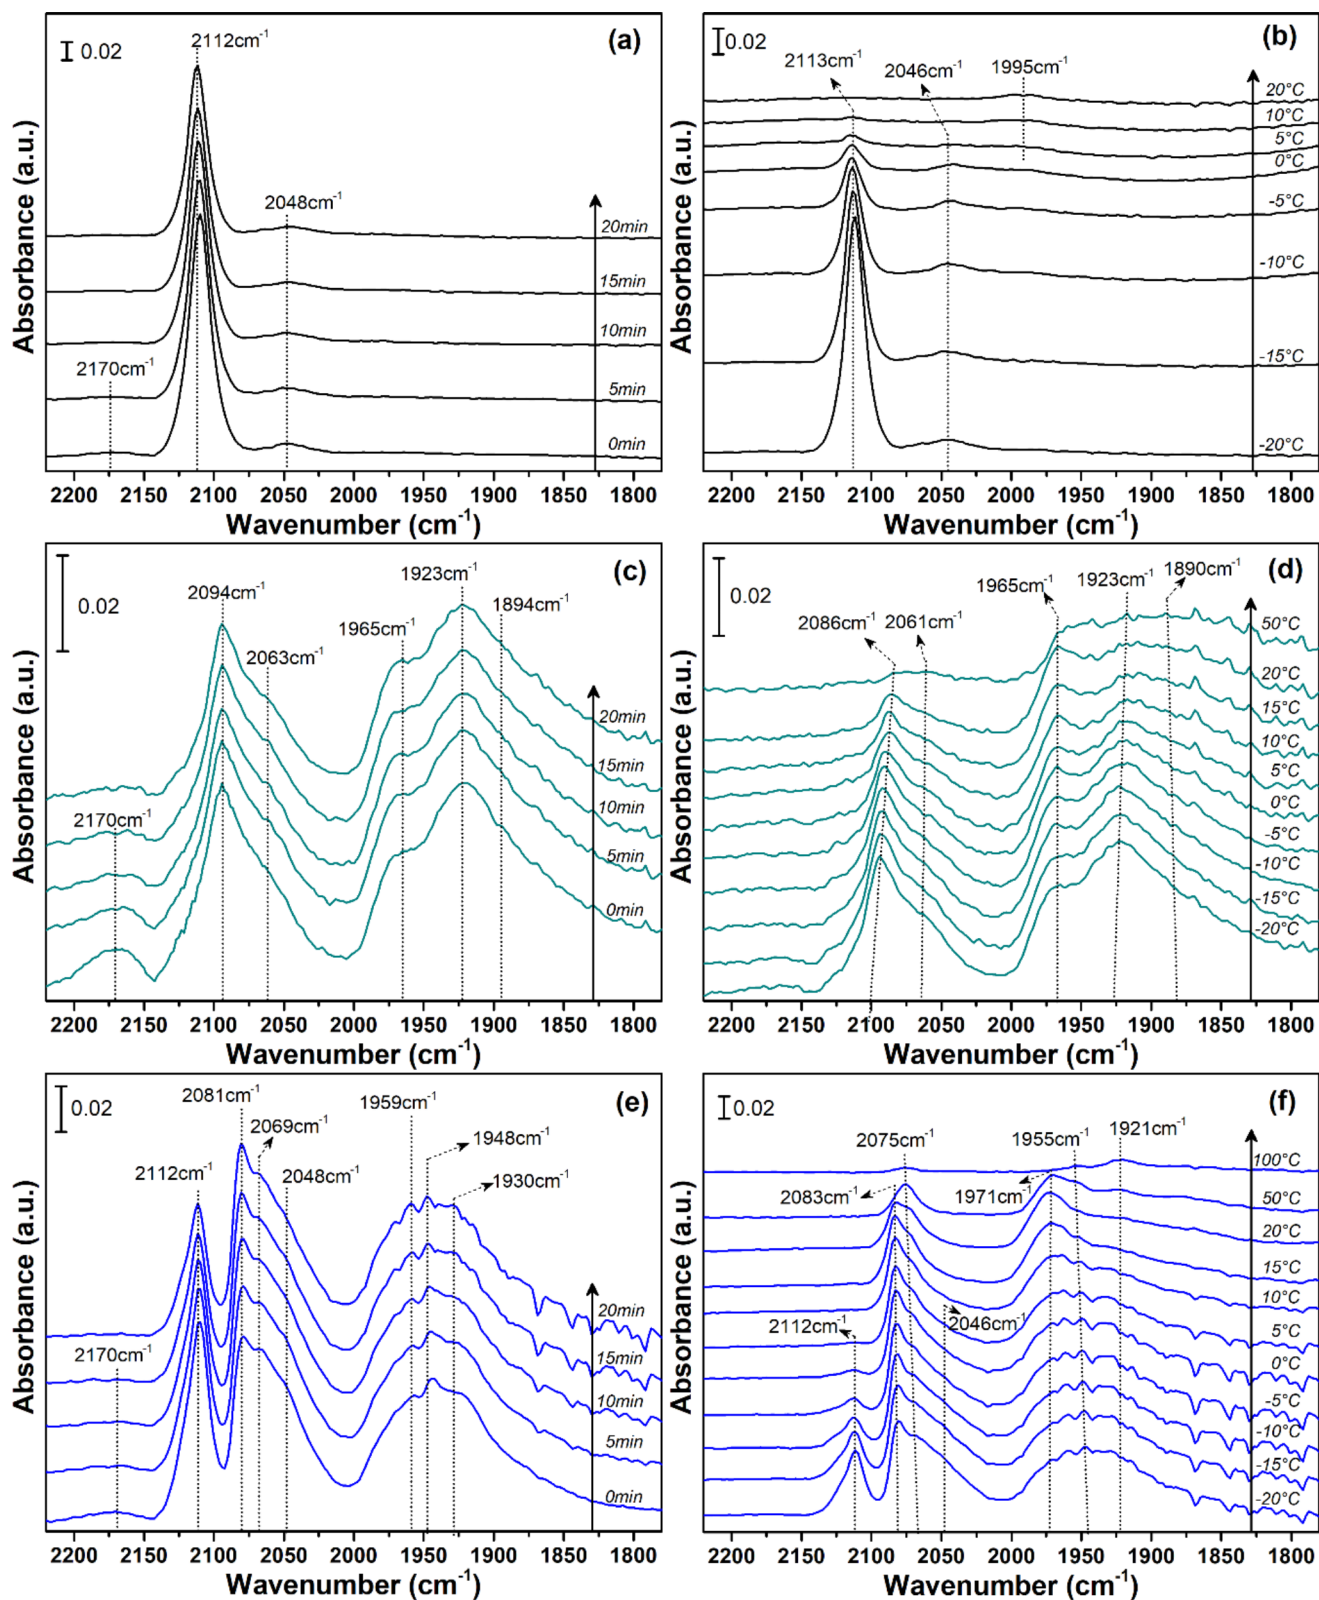 0.02
(a)
2112cm-1
2048cm-1
2170cm-1
20min
15min
10min
5min
0min
Absorbance (a.u.)
2200 2150 2100 2050 2000 1950 1900 1850 1800
Wavenumber (cm-1)
0.02
(b)
2113cm-1
2046cm-1
1995cm-1
20°C
10°C
5°C
0°C
-5°C
-10°C
-15°C
-20°C
Absorbance (a.u.)
2200 2150 2100 2050 2000 1950 1900 1850 1800
Wavenumber (cm-1)
0.02
(c)
2094cm-1
2063cm-1
1965cm-1
1923cm-1
1894cm-1
2170cm-1
20min
15min
10min
5min
0min
Absorbance (a.u.)
2200 2150 2100 2050 2000 1950 1900 1850 1800
Wavenumber (cm-1)
0.02
(d)
2086cm-1
2061cm-1
1965cm-1
1923cm-1
1890cm-1
50°C
20°C
15°C
10°C
5°C
0°C
-5°C
-10°C
-15°C
-20°C
Absorbance (a.u.)
2200 2150 2100 2050 2000 1950 1900 1850 1800
Wavenumber (cm-1)
0.02
(e)
2081cm-1
2069cm-1
2112cm-1
2048cm-1
1959cm-1
1948cm-1
1930cm-1
2170cm-1
20min
15min
10min
5min
0min
Absorbance (a.u.)
2200 2150 2100 2050 2000 1950 1900 1850 1800
Wavenumber (cm-1)
0.02
(f)
2075cm-1
1955cm-1
1921cm-1
2083cm-1
1971cm-1
2112cm-1
2046cm-1
100°C
50°C
20°C
15°C
10°C
5°C
0°C
-5°C
-10°C
-15°C
-20°C
Absorbance (a.u.)
2200 2150 2100 2050 2000 1950 1900 1850 1800
Wavenumber (cm-1)